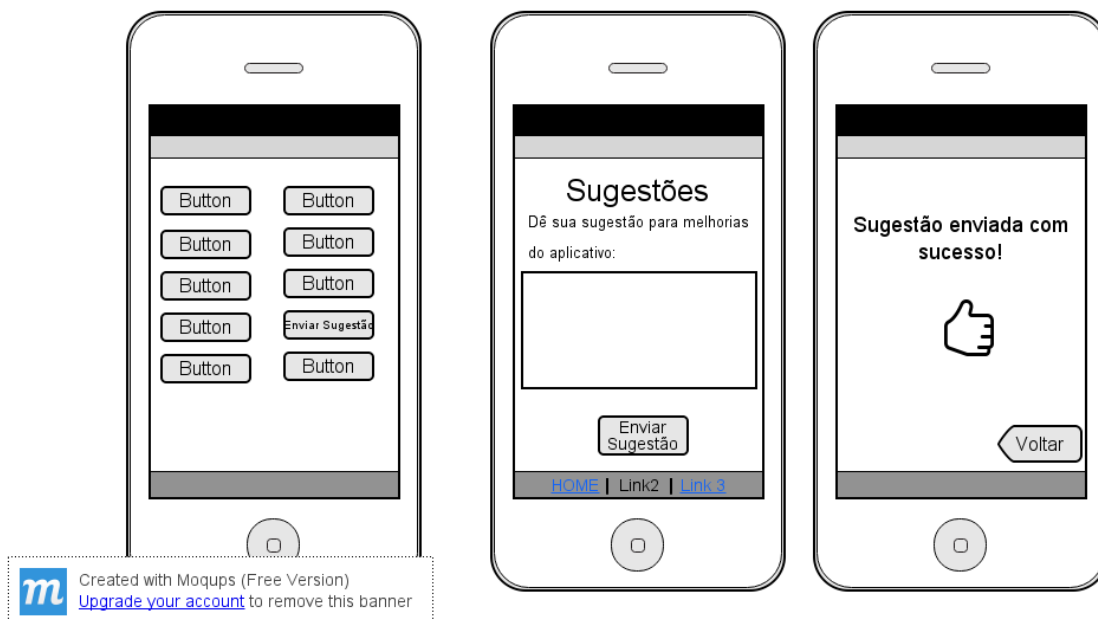 Button Button
Button Button
Button Button
Button Enviar Sugestão
Button Button
Sugestões
Dê sua sugestão para melhorias
do aplicativo:
Enviar
Sugestão
HOME | Link2 | Link 3
Sugestão enviada com
sucesso!
Voltar
m
Created with Moqups (Free Version)
Upgrade your account to remove this banner